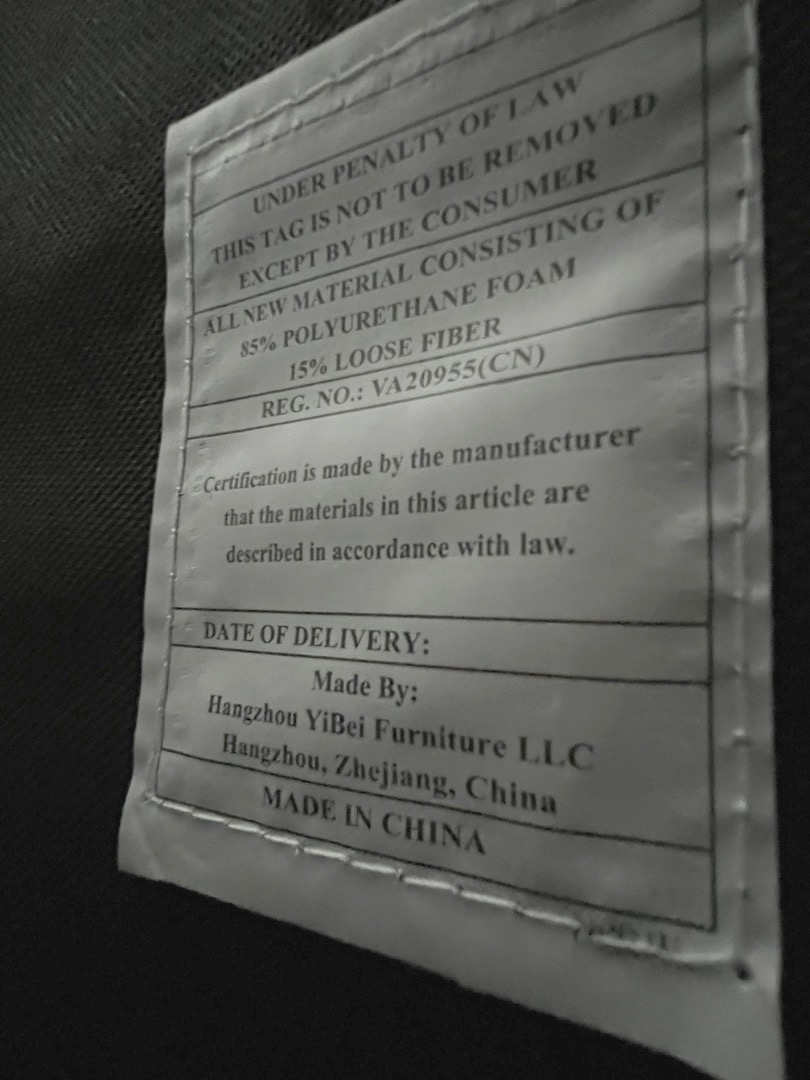 UNDER PENALTY OF LAW
THIS TAG IS NOT TO BE REMOVED
EXCEPT BY THE CONSUMER
ALL NEW MATERIAL CONSISTING OF
85% POLYURETHANE FOAM
15% LOOSE FIBER
REG. NO.: VA20955(CN)
Certification is made by the manufacturer
that the materials in this article are
described in accordance with law.
DATE OF DELIVERY:
Made By:
Hangzhou YiBei Furniture LLC
Hangzhou, Zhejiang, China
MADE IN CHINA